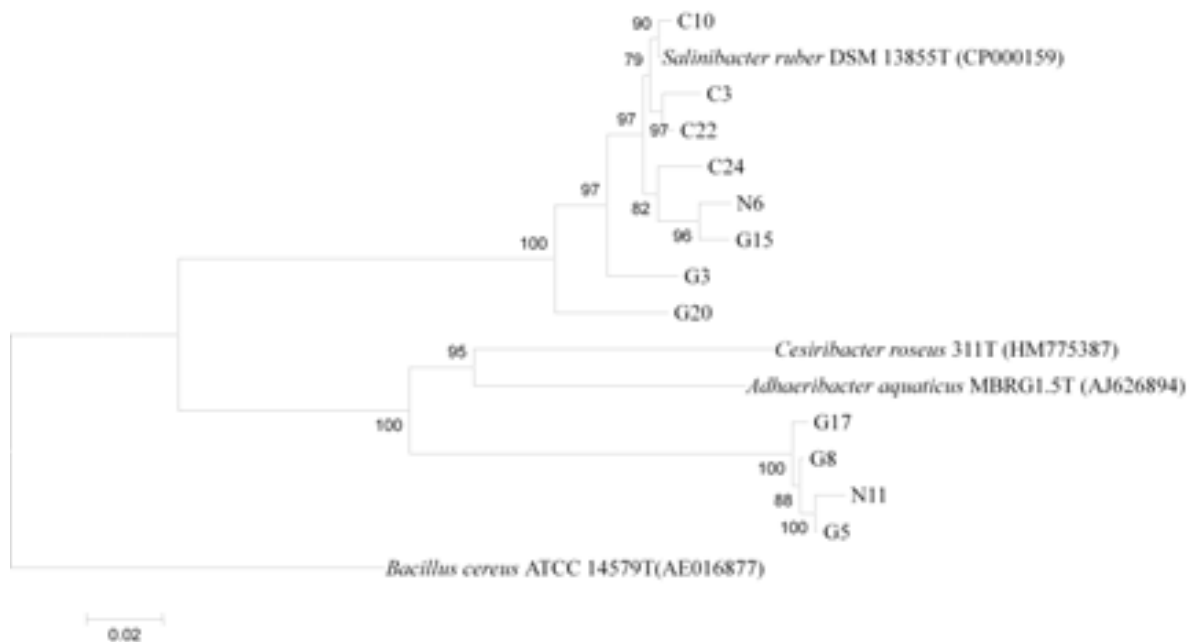 90 C10
79 Salinibacter ruber DSM 13855T (CP000159)
C3
97 97 C22
C24
97 82 N6
96 G15
100 G3
G20
95 Cesiribacter roseus 311T (HM775387)
Adhaeribacter aquaticus MBRG1.5T (AJ626894)
100 G17
100 G8
88 N11
100 G5
Bacillus cereus ATCC 14579T(AE016877)
0.02